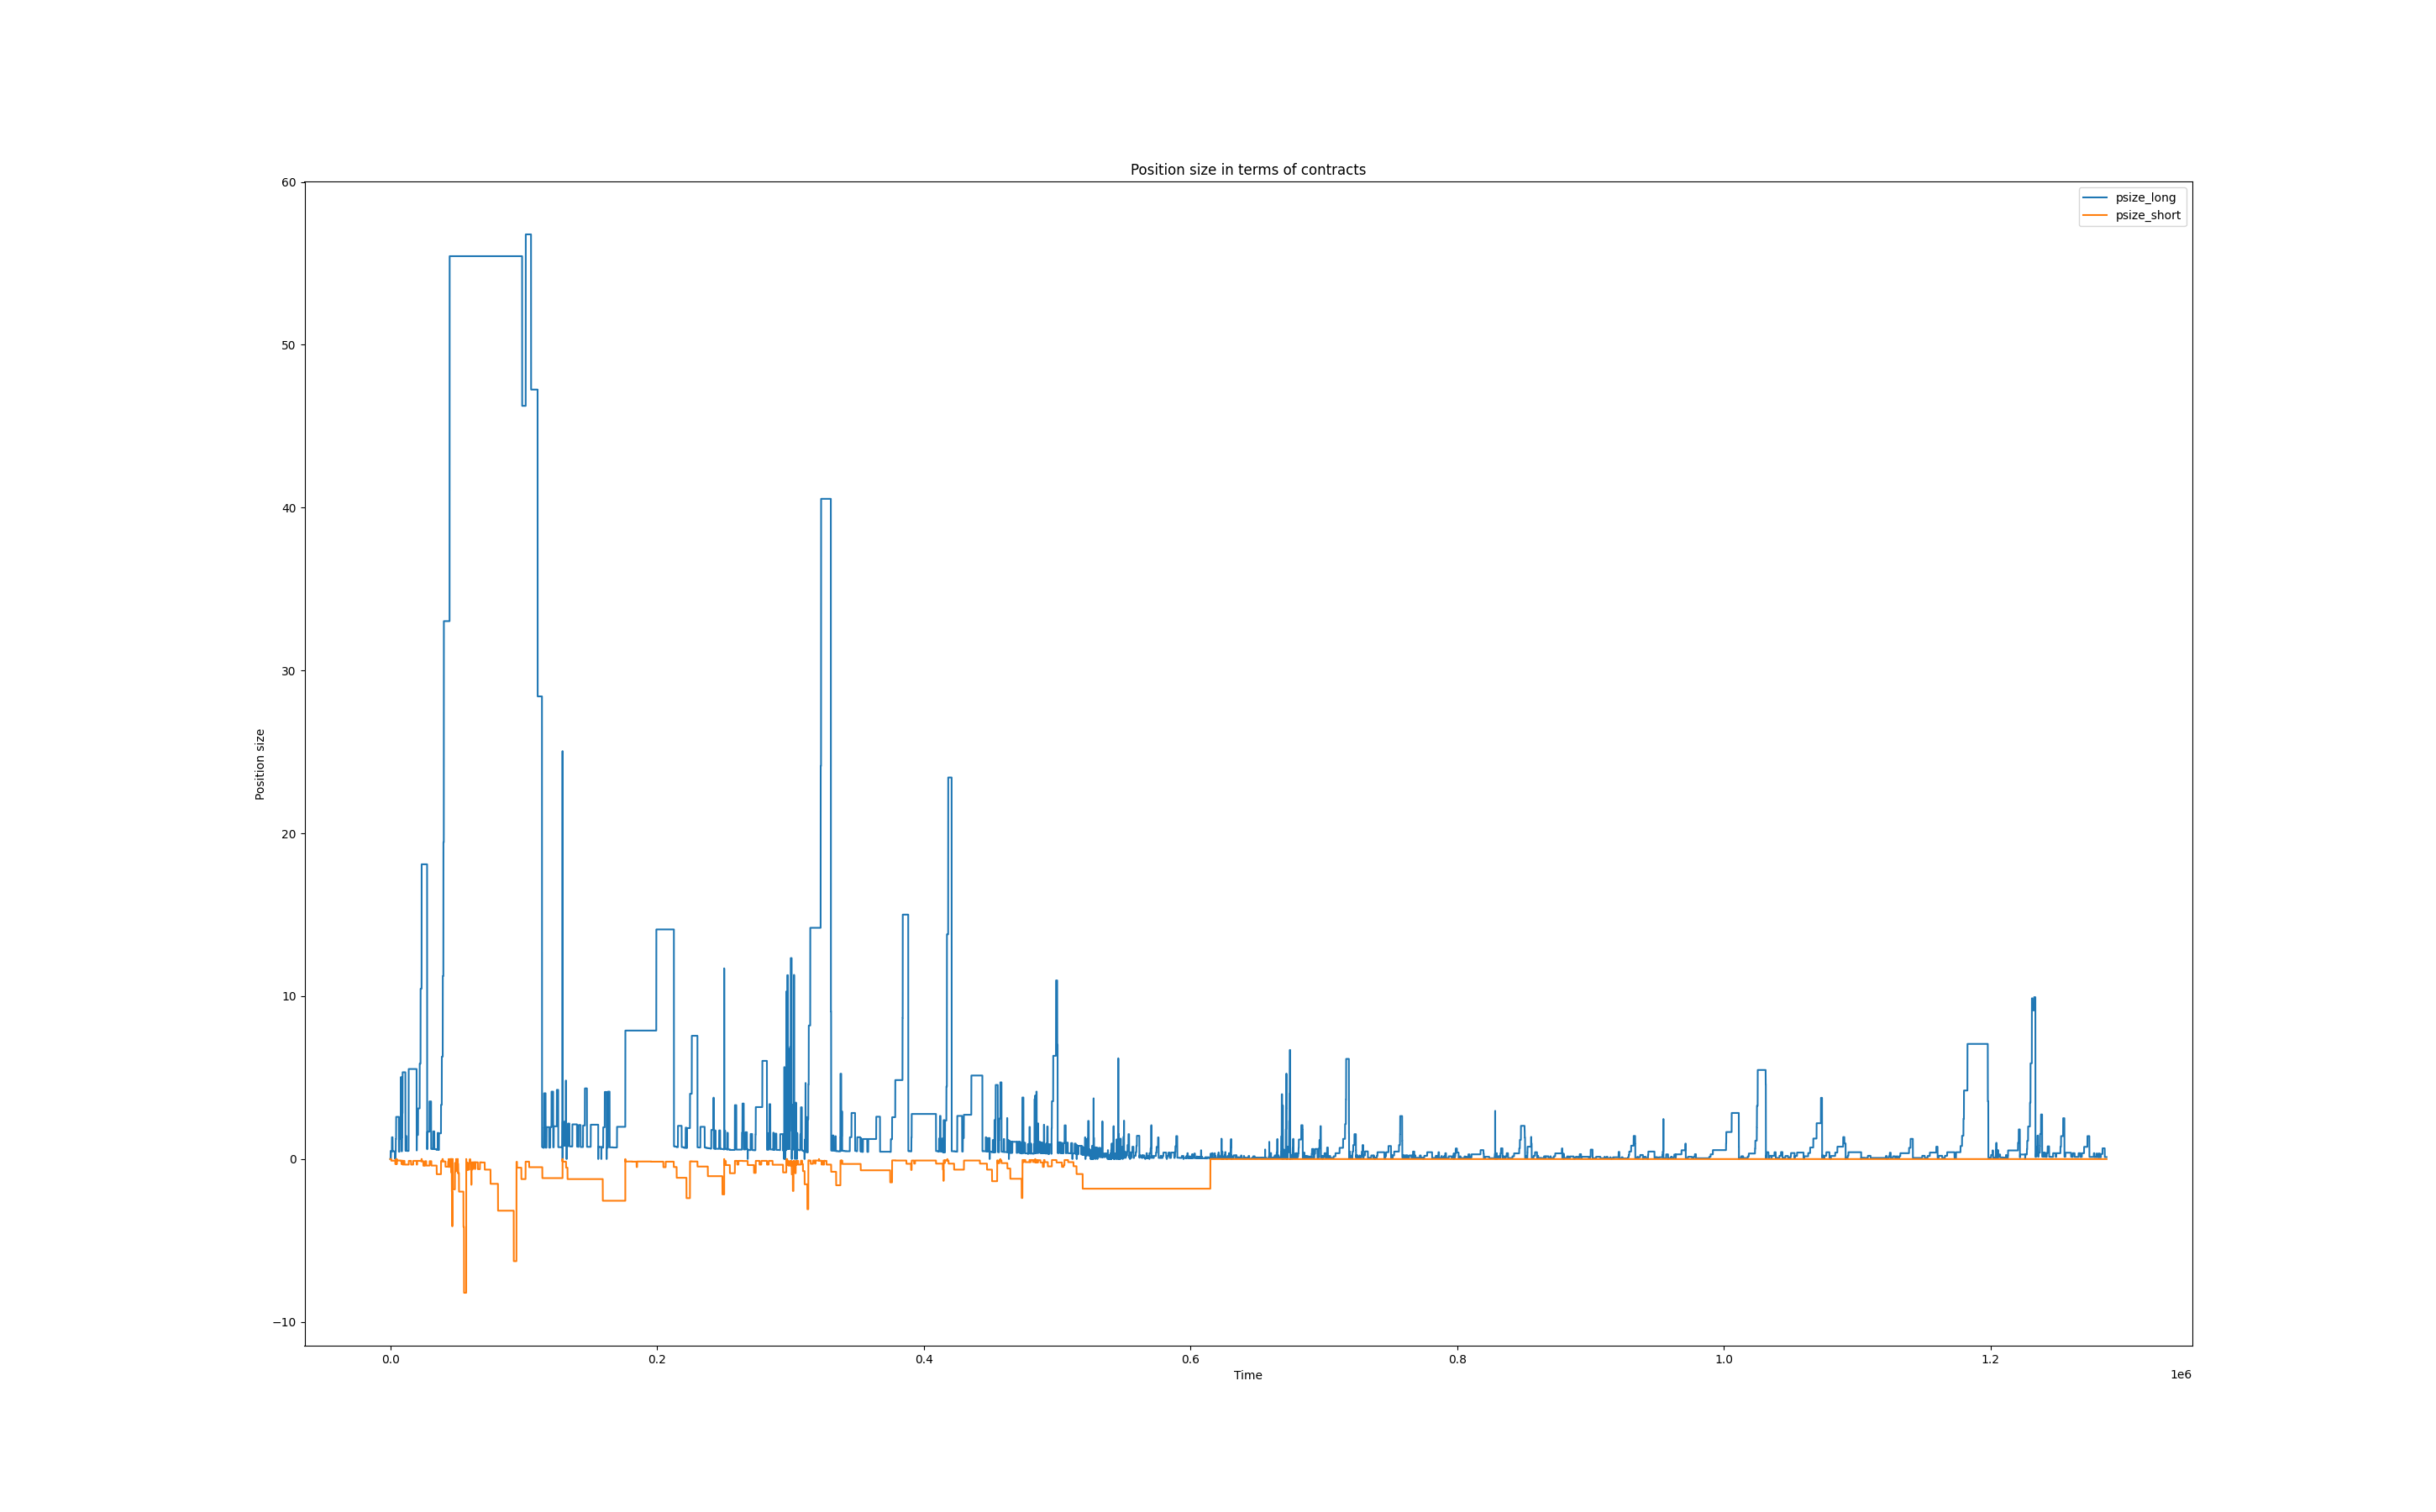 Position size in terms of contracts
psize_long
psize_short
Position size
60
50
40
30
20
10
0
−10
0.0 0.2 0.4 0.6 0.8 1.0 1.2
Time
1e6